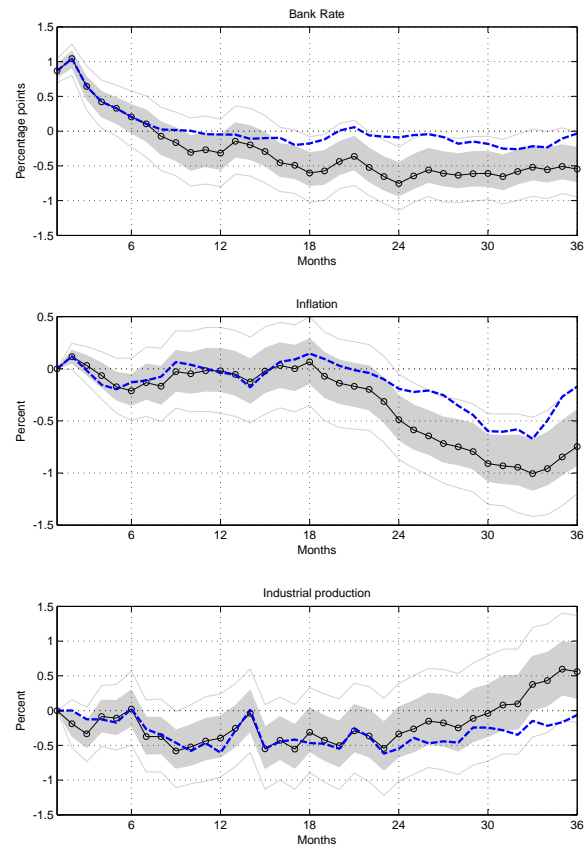 Bank Rate
1.5
1
0.5
0
-0.5
-1
-1.5
Percentage points
6 12 18 24 30 36
Months
Inflation
0.5
0
-0.5
-1
-1.5
Percent
6 12 18 24 30 36
Months
Industrial production
1.5
1
0.5
0
-0.5
-1
-1.5
Percent
6 12 18 24 30 36
Months